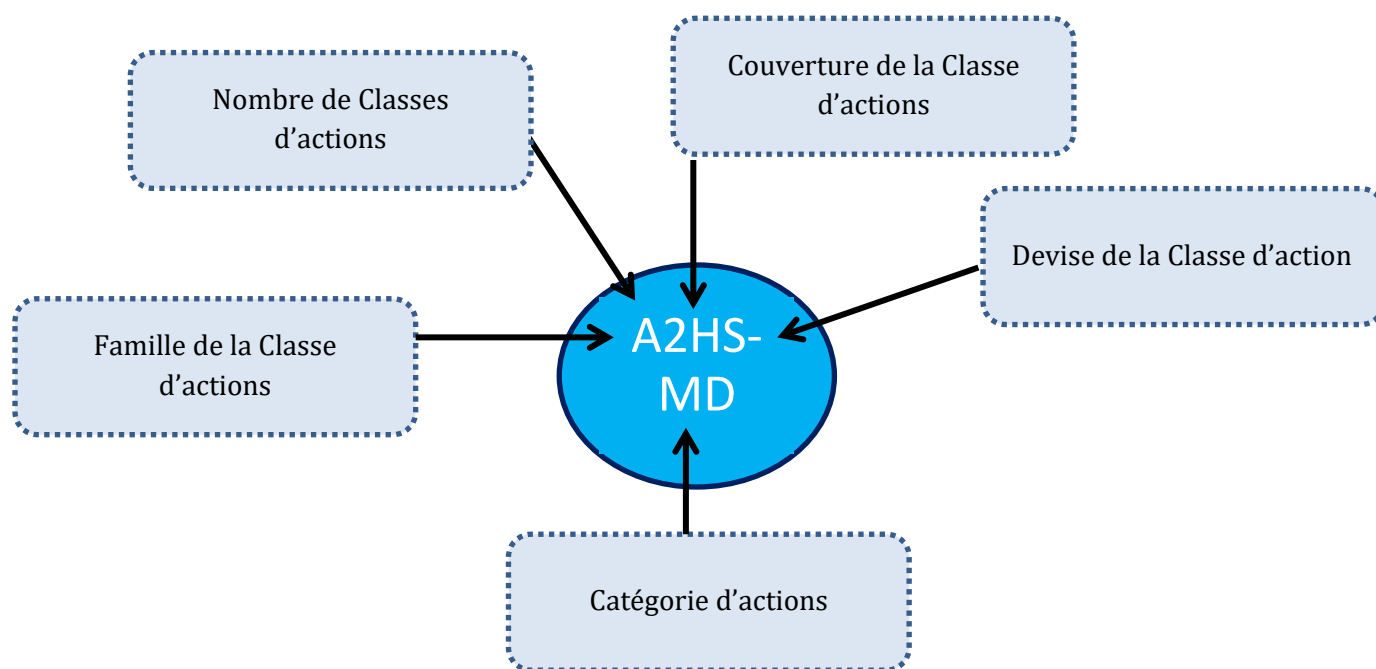 Couverture de la Classe
d’actions
Nombre de Classes
d’actions
Devise de la Classe d’action
Famille de la Classe
d’actions
A2HS-
MD
Catégorie d’actions